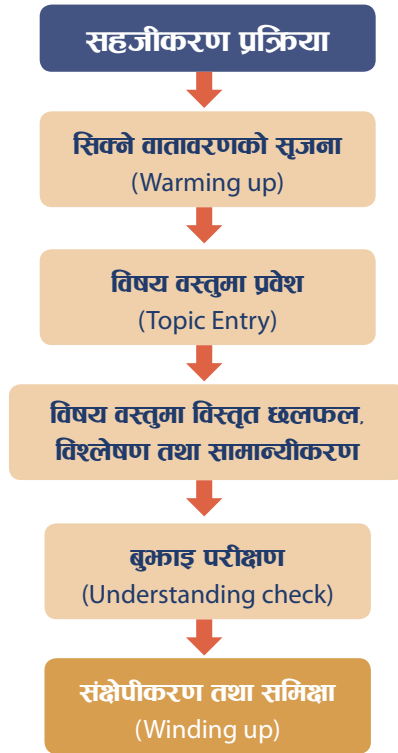 सहजीकरण प्रक्रिया
सिक्ने वातावरणको सृजना
(Warming up)
विषय वस्तुमा प्रवेश
(Topic Entry)
विषय वस्तुमा विस्तृत छलफल,
विश्लेषण तथा सामान्यीकरण
बुझाइ परीक्षण
(Understanding check)
संक्षेपीकरण तथा समिक्षा
(Winding up)